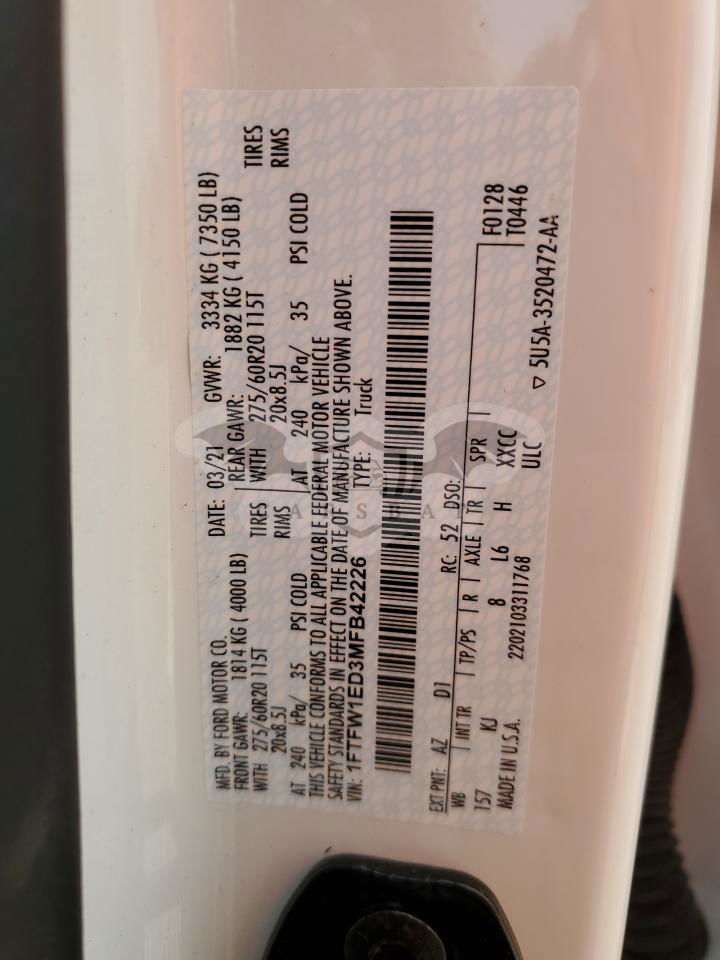 MFD. BY FORD MOTOR CO. DATE: 03/21 GVWR: 3334 KG ( 7350 LB)
FRONT GAWR: 1814 KG ( 4000 LB) REAR GAWR: 1882 KG ( 4150 LB)
WITH 275/60R20 115T TIRES WITH 275/60R20 115T TIRES
20x8.5J RIMS 20x8.5J RIMS
AT 240 kPa/ 35 PSI COLD AT 240 kPa/ 35 PSI COLD
THIS VEHICLE CONFORMS TO ALL APPLICABLE FEDERAL MOTOR VEHICLE
SAFETY STANDARDS IN EFFECT ON THE DATE OF MANUFACTURE SHOWN ABOVE.
VIN: 1FTFW1ED3MFB42226 TYPE: Truck
EXT PNT: AZ D1 RC: 52 DSO:
WB INT TR TP/PS R AXLE TR SPR F0128
157 KJ 8 L6 H XXCC T0446
MADE IN U.S.A. 2202103311768 ULC
▽ 5U5A-3520472-AA